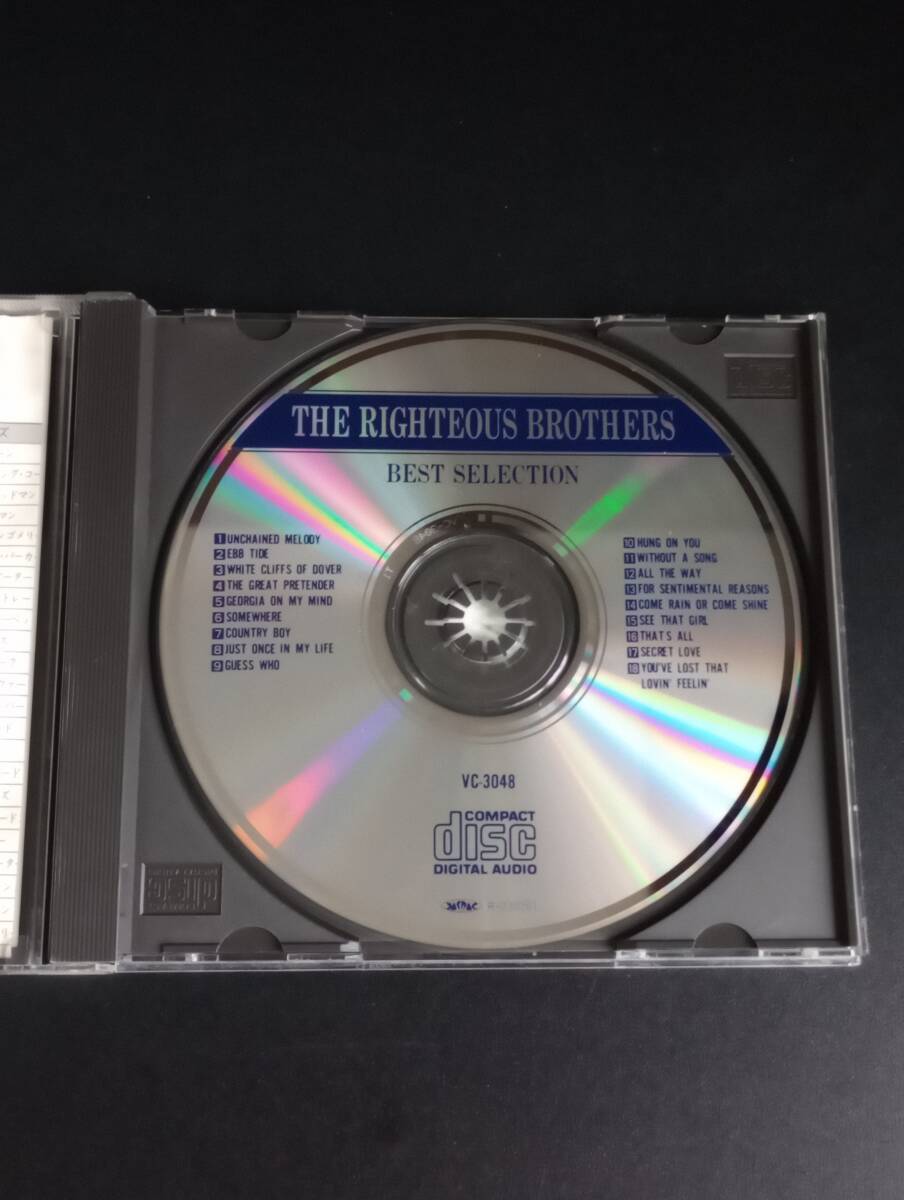 THE RIGHTEOUS BROTHERS
BEST SELECTION
1 UNCHAINED MELODY
2 EBB TIDE
3 WHITE CLIFFS OF DOVER
4 THE GREAT PRETENDER
5 GEORGIA ON MY MIND
6 SOMEWHERE
7 COUNTRY BOY
8 JUST ONCE IN MY LIFE
9 GUESS WHO
10 HUNG ON YOU
11 WITHOUT A SONG
12 ALL THE WAY
13 FOR SENTIMENTAL REASONS
14 COME RAIN OR COME SHINE
15 SEE THAT GIRL
16 THAT'S ALL
17 SECRET LOVE
18 YOU'VE LOST THAT
LOVIN' FEELIN'
VC-3048
COMPACT
disc
DIGITAL AUDIO
JASRAC